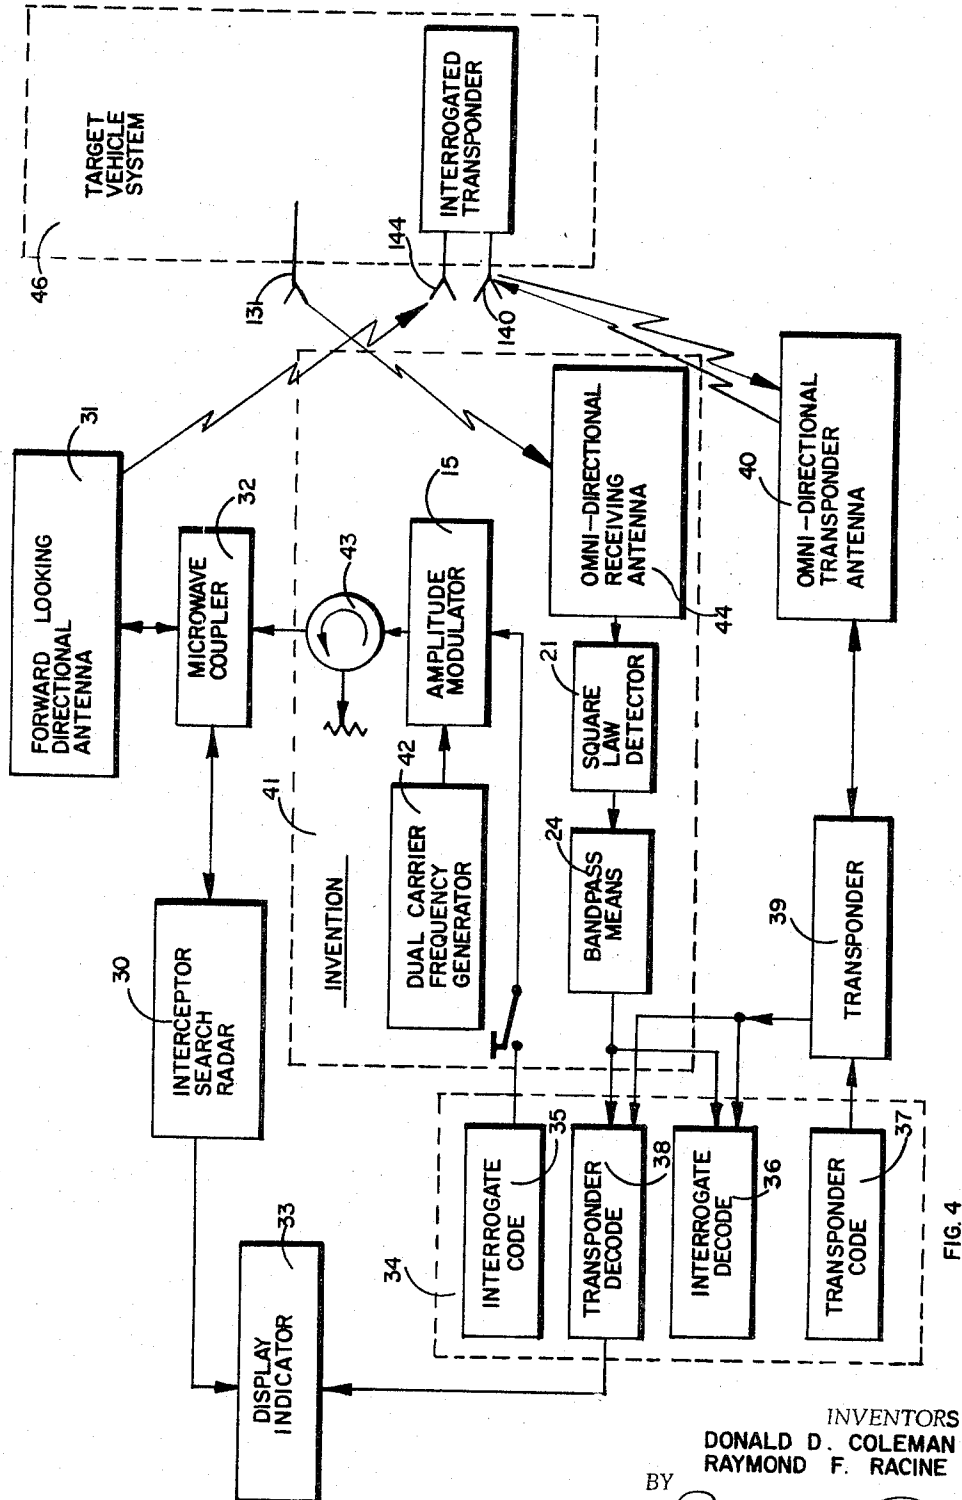 TARGET
VEHICLE
SYSTEM
46
INTERROGATED
TRANSPONDER
131
144
140
FORWARD LOOKING
DIRECTIONAL
ANTENNA
31
MICROWAVE
COUPLER
32
43
AMPLITUDE
MODULATOR
15
OMNI-DIRECTIONAL
RECEIVING
ANTENNA
44
OMNI-DIRECTIONAL
TRANSPONDER
ANTENNA
40
SQUARE
LAW
DETECTOR
21
41
INVENTION
DUAL CARRIER
FREQUENCY
GENERATOR
42
BANDPASS
MEANS
24
INTERCEPTOR
SEARCH
RADAR
30
TRANSPONDER
39
34
INTERROGATE
CODE
35
TRANSPONDER
DECODE
38
INTERROGATE
DECODE
36
TRANSPONDER
CODE
37
DISPLAY
INDICATOR
33
FIG. 4
INVENTORS
DONALD D. COLEMAN
RAYMOND F. RACINE
BY